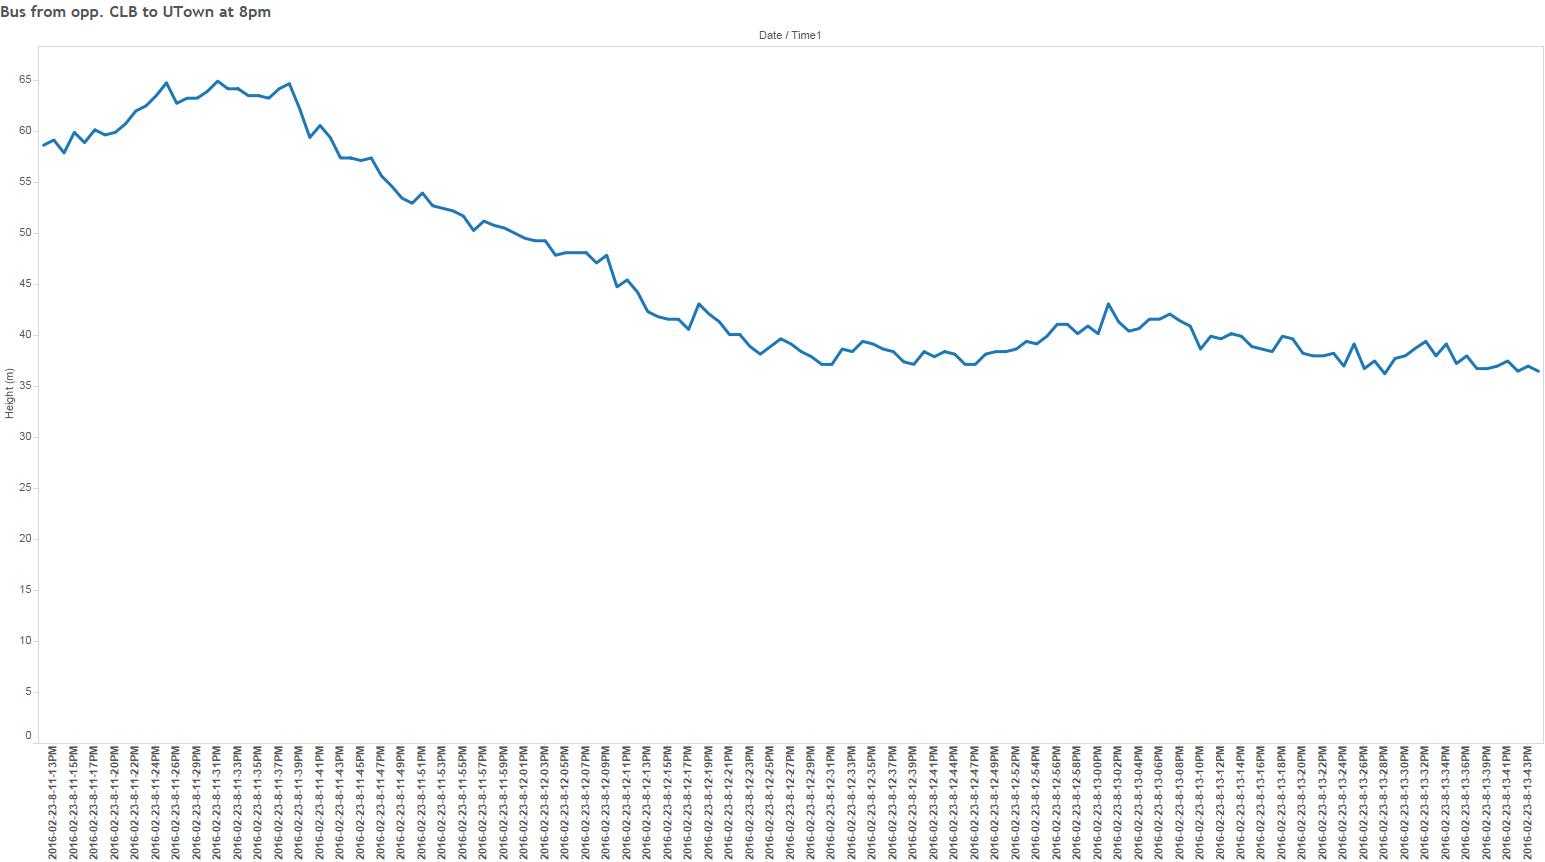 Bus from opp. CLB to UTown at 8pm
Date / Time1
65
60
55
50
45
40
35
30
25
20
15
10
5
0
Height (m)
2016-02-23-8-11-13PM
2016-02-23-8-11-15PM
2016-02-23-8-11-17PM
2016-02-23-8-11-20PM
2016-02-23-8-11-22PM
2016-02-23-8-11-24PM
2016-02-23-8-11-26PM
2016-02-23-8-11-29PM
2016-02-23-8-11-31PM
2016-02-23-8-11-33PM
2016-02-23-8-11-35PM
2016-02-23-8-11-37PM
2016-02-23-8-11-39PM
2016-02-23-8-11-41PM
2016-02-23-8-11-43PM
2016-02-23-8-11-45PM
2016-02-23-8-11-47PM
2016-02-23-8-11-49PM
2016-02-23-8-11-51PM
2016-02-23-8-11-53PM
2016-02-23-8-11-55PM
2016-02-23-8-11-57PM
2016-02-23-8-11-59PM
2016-02-23-8-12-01PM
2016-02-23-8-12-03PM
2016-02-23-8-12-05PM
2016-02-23-8-12-07PM
2016-02-23-8-12-09PM
2016-02-23-8-12-11PM
2016-02-23-8-12-13PM
2016-02-23-8-12-15PM
2016-02-23-8-12-17PM
2016-02-23-8-12-19PM
2016-02-23-8-12-21PM
2016-02-23-8-12-23PM
2016-02-23-8-12-25PM
2016-02-23-8-12-27PM
2016-02-23-8-12-29PM
2016-02-23-8-12-31PM
2016-02-23-8-12-33PM
2016-02-23-8-12-35PM
2016-02-23-8-12-37PM
2016-02-23-8-12-39PM
2016-02-23-8-12-41PM
2016-02-23-8-12-44PM
2016-02-23-8-12-47PM
2016-02-23-8-12-49PM
2016-02-23-8-12-52PM
2016-02-23-8-12-54PM
2016-02-23-8-12-56PM
2016-02-23-8-12-58PM
2016-02-23-8-13-00PM
2016-02-23-8-13-02PM
2016-02-23-8-13-04PM
2016-02-23-8-13-06PM
2016-02-23-8-13-08PM
2016-02-23-8-13-10PM
2016-02-23-8-13-12PM
2016-02-23-8-13-14PM
2016-02-23-8-13-16PM
2016-02-23-8-13-18PM
2016-02-23-8-13-20PM
2016-02-23-8-13-22PM
2016-02-23-8-13-24PM
2016-02-23-8-13-26PM
2016-02-23-8-13-28PM
2016-02-23-8-13-30PM
2016-02-23-8-13-32PM
2016-02-23-8-13-34PM
2016-02-23-8-13-36PM
2016-02-23-8-13-39PM
2016-02-23-8-13-41PM
2016-02-23-8-13-43PM